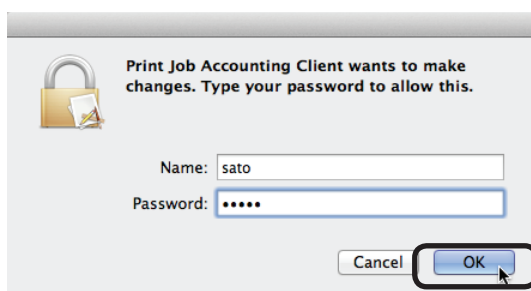 Print Job Accounting Client wants to make
changes. Type your password to allow this.
Name: sato
Password: •••••
Cancel OK